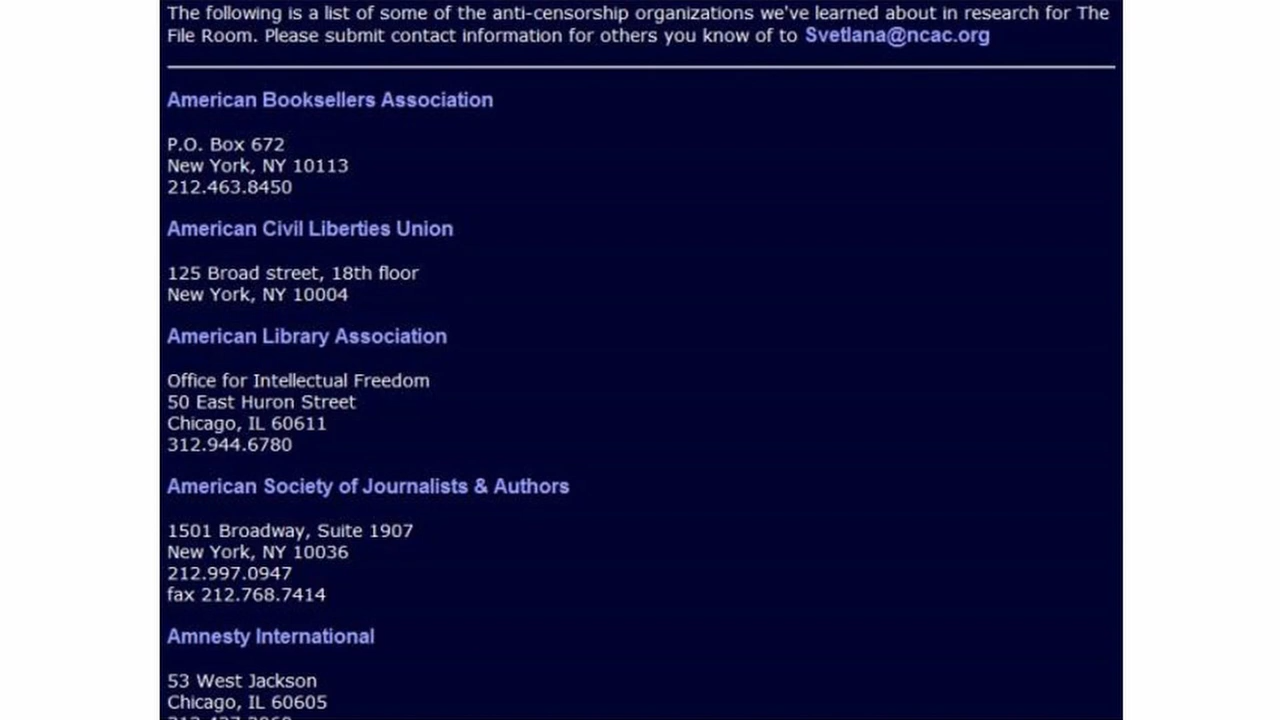 The following is a list of some of the anti-censorship organizations we've learned about in research for The
File Room. Please submit contact information for others you know of to Svetlana@ncac.org
American Booksellers Association
P.O. Box 672
New York, NY 10113
212.463.8450
American Civil Liberties Union
125 Broad street, 18th floor
New York, NY 10004
American Library Association
Office for Intellectual Freedom
50 East Huron Street
Chicago, IL 60611
312.944.6780
American Society of Journalists & Authors
1501 Broadway, Suite 1907
New York, NY 10036
212.997.0947
fax 212.768.7414
Amnesty International
53 West Jackson
Chicago, IL 60605